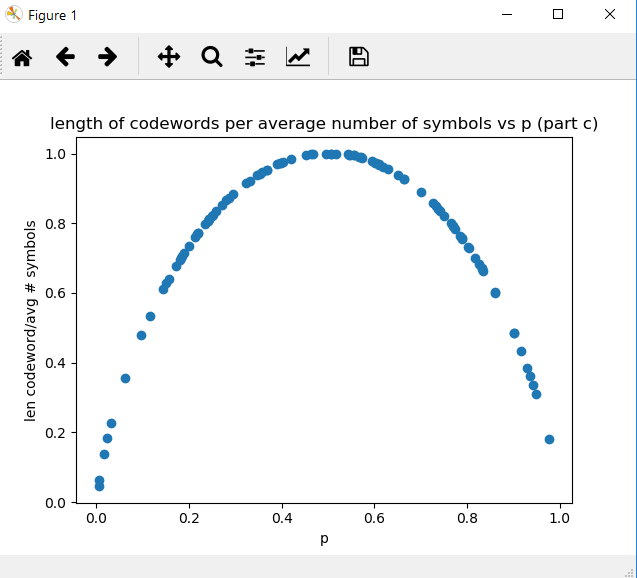 Figure 1
length of codewords per average number of symbols vs p (part c)
1.0
0.8
0.6
0.4
0.2
0.0
len codeword/avg # symbols
0.0 0.2 0.4 0.6 0.8 1.0
p